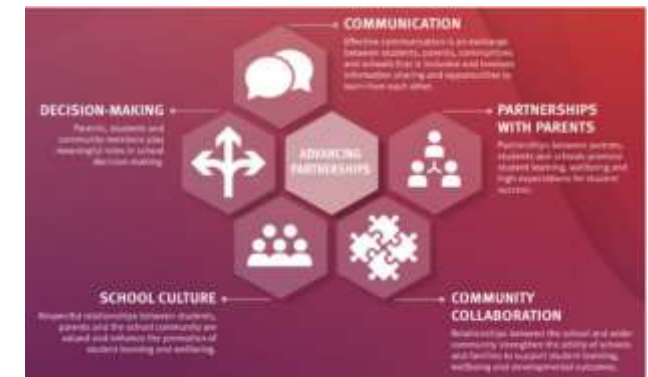 COMMUNICATION
Effective communication is an exchange
between students, parents, communities
and schools that is inclusive and involves
information sharing and opportunities to
learn from each other.
DECISION-MAKING
Parents, students and
community members play
meaningful roles in school
decision-making.
ADVANCING
PARTNERSHIPS
PARTNERSHIPS
WITH PARENTS
Partnerships between parents,
students and schools promote
student learning, wellbeing and
high expectations for student
success.
SCHOOL CULTURE
Respectful relationships between students,
parents and the school community are
valued and enhance the promotion of
student learning and wellbeing.
COMMUNITY
COLLABORATION
Relationships between the school and wider
community strengthen the ability of schools
and families to support student learning,
wellbeing and developmental outcomes.